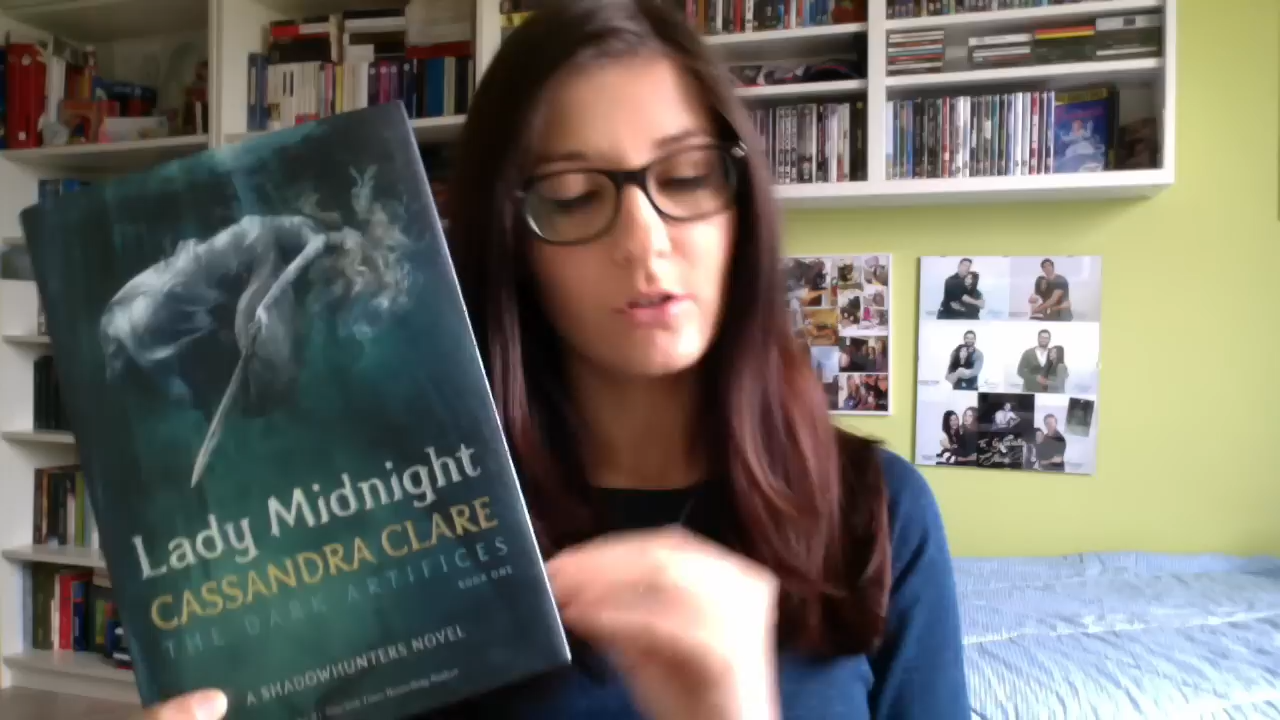 Lady Midnight
CASSANDRA CLARE
THE DARK ARTIFICES
BOOK ONE
A SHADOWHUNTERS NOVEL